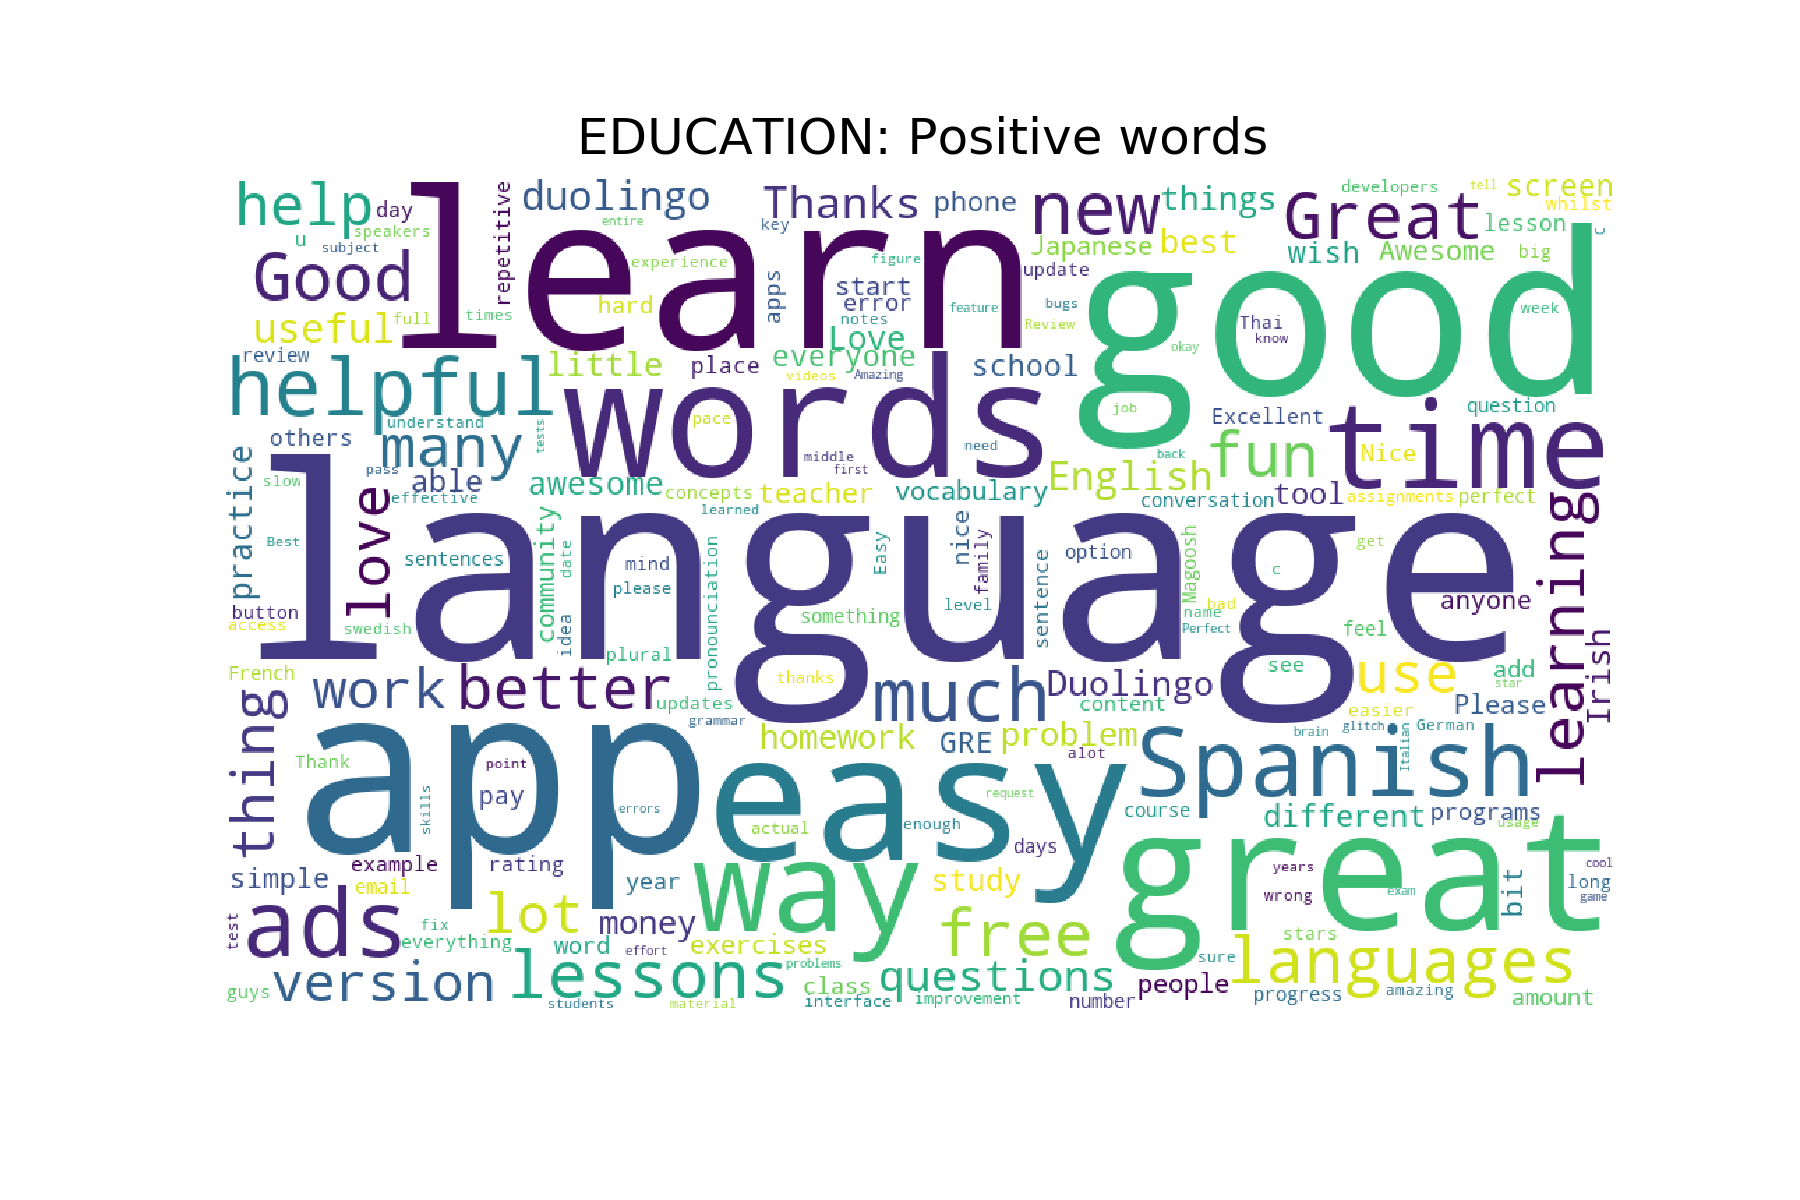 EDUCATION: Positive words
help
day
learn
repetitive
duolingo
entire
Thanks
key
phone
new
things
developers
Great
tell
screen
whilst
u
speakers
subject
Good
experience
figure
Japanese
best
wish
Awesome
lesson
big
c
update
useful
full
times
hard
apps
start
error
notes
Love
feature
bugs
Review
good
Thai
know
week
okay
review
helpful
little
place
everyone
videos
Amazing
school
words
pace
job
Excellent
question
time
understand
others
many
tests
middle
first
need
back
fun
Nice
English
practice
slow
pass
able
effective
love
awesome
concepts
teacher
vocabulary
conversation
tool
assignments
perfect
learned
language
Best
sentences
community
date
mind
please
pronounciation
Easy
nice
family
sentence
option
Magoosh
get
c
learning
button
access
swedish
idea
something
level
name
bad
Perfect
anyone
feel
Irish
French
plural
work
better
updates
grammar
thanks
much
Duolingo
content
see
use
add
star
easier
Please
thing
homework
GRE
problem
alot
brain
glitch
German
Italian
Spanish
Thank
app
point
pay
skills
errors
easy
request
actual
enough
course
different
programs
usage
days
great
simple
example
rating
email
year
way
study
years
wrong
exam
bit
cool
long
game
test
ads
fix
everything
lot
money
word
effort
exercises
free
stars
problems
sure
languages
guys
version
lessons
students
material
class
interface
questions
improvement
number
people
progress
amazing
amount